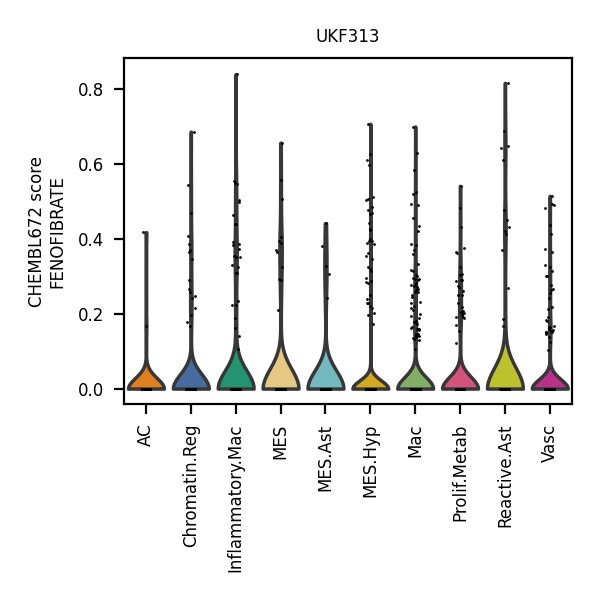 UKF313
CHEMBL672 score
FENOFIBRATE
0.8
0.6
0.4
0.2
0.0
AC
Chromatin.Reg
Inflammatory.Mac
MES
MES.Ast
MES.Hyp
Mac
Prolif.Metab
Reactive.Ast
Vasc